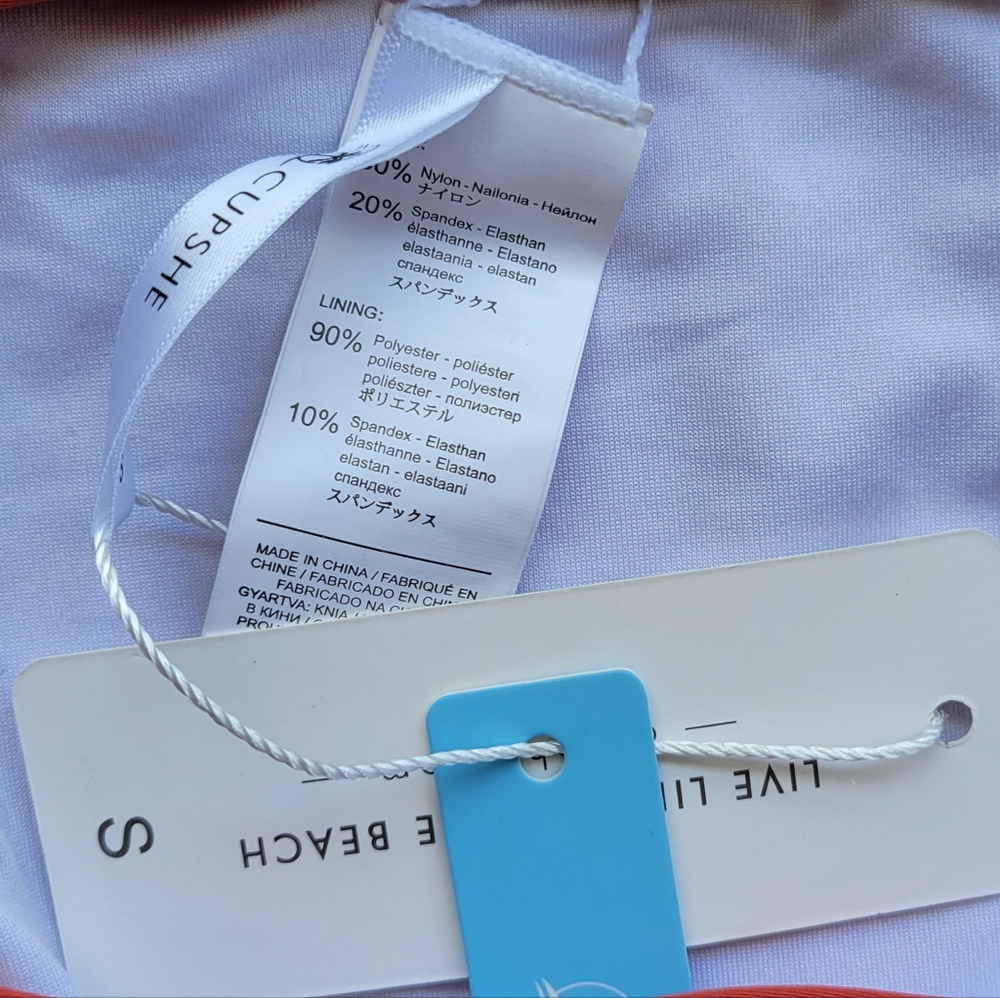 CUPSHE
Nylon - Nailonia - Нейлон
ナイロン
20% Spandex - Elasthan
élasthanne - Elastano
elastaania - elastan
спандекс
スパンデックス
LINING:
90% Polyester - poliéster
poliestere - polyesteri
poliészter - полиэстер
ポリエステル
10% Spandex - Elasthan
élasthanne - Elastano
elastan - elastaani
спандекс
スパンデックス
MADE IN CHINA / FABRIQUÉ EN
CHINE / FABRICADO EN
FABRICADO NA
GYARTVA: KNIA /
В КИНИ /
LIVE
BEACH
S